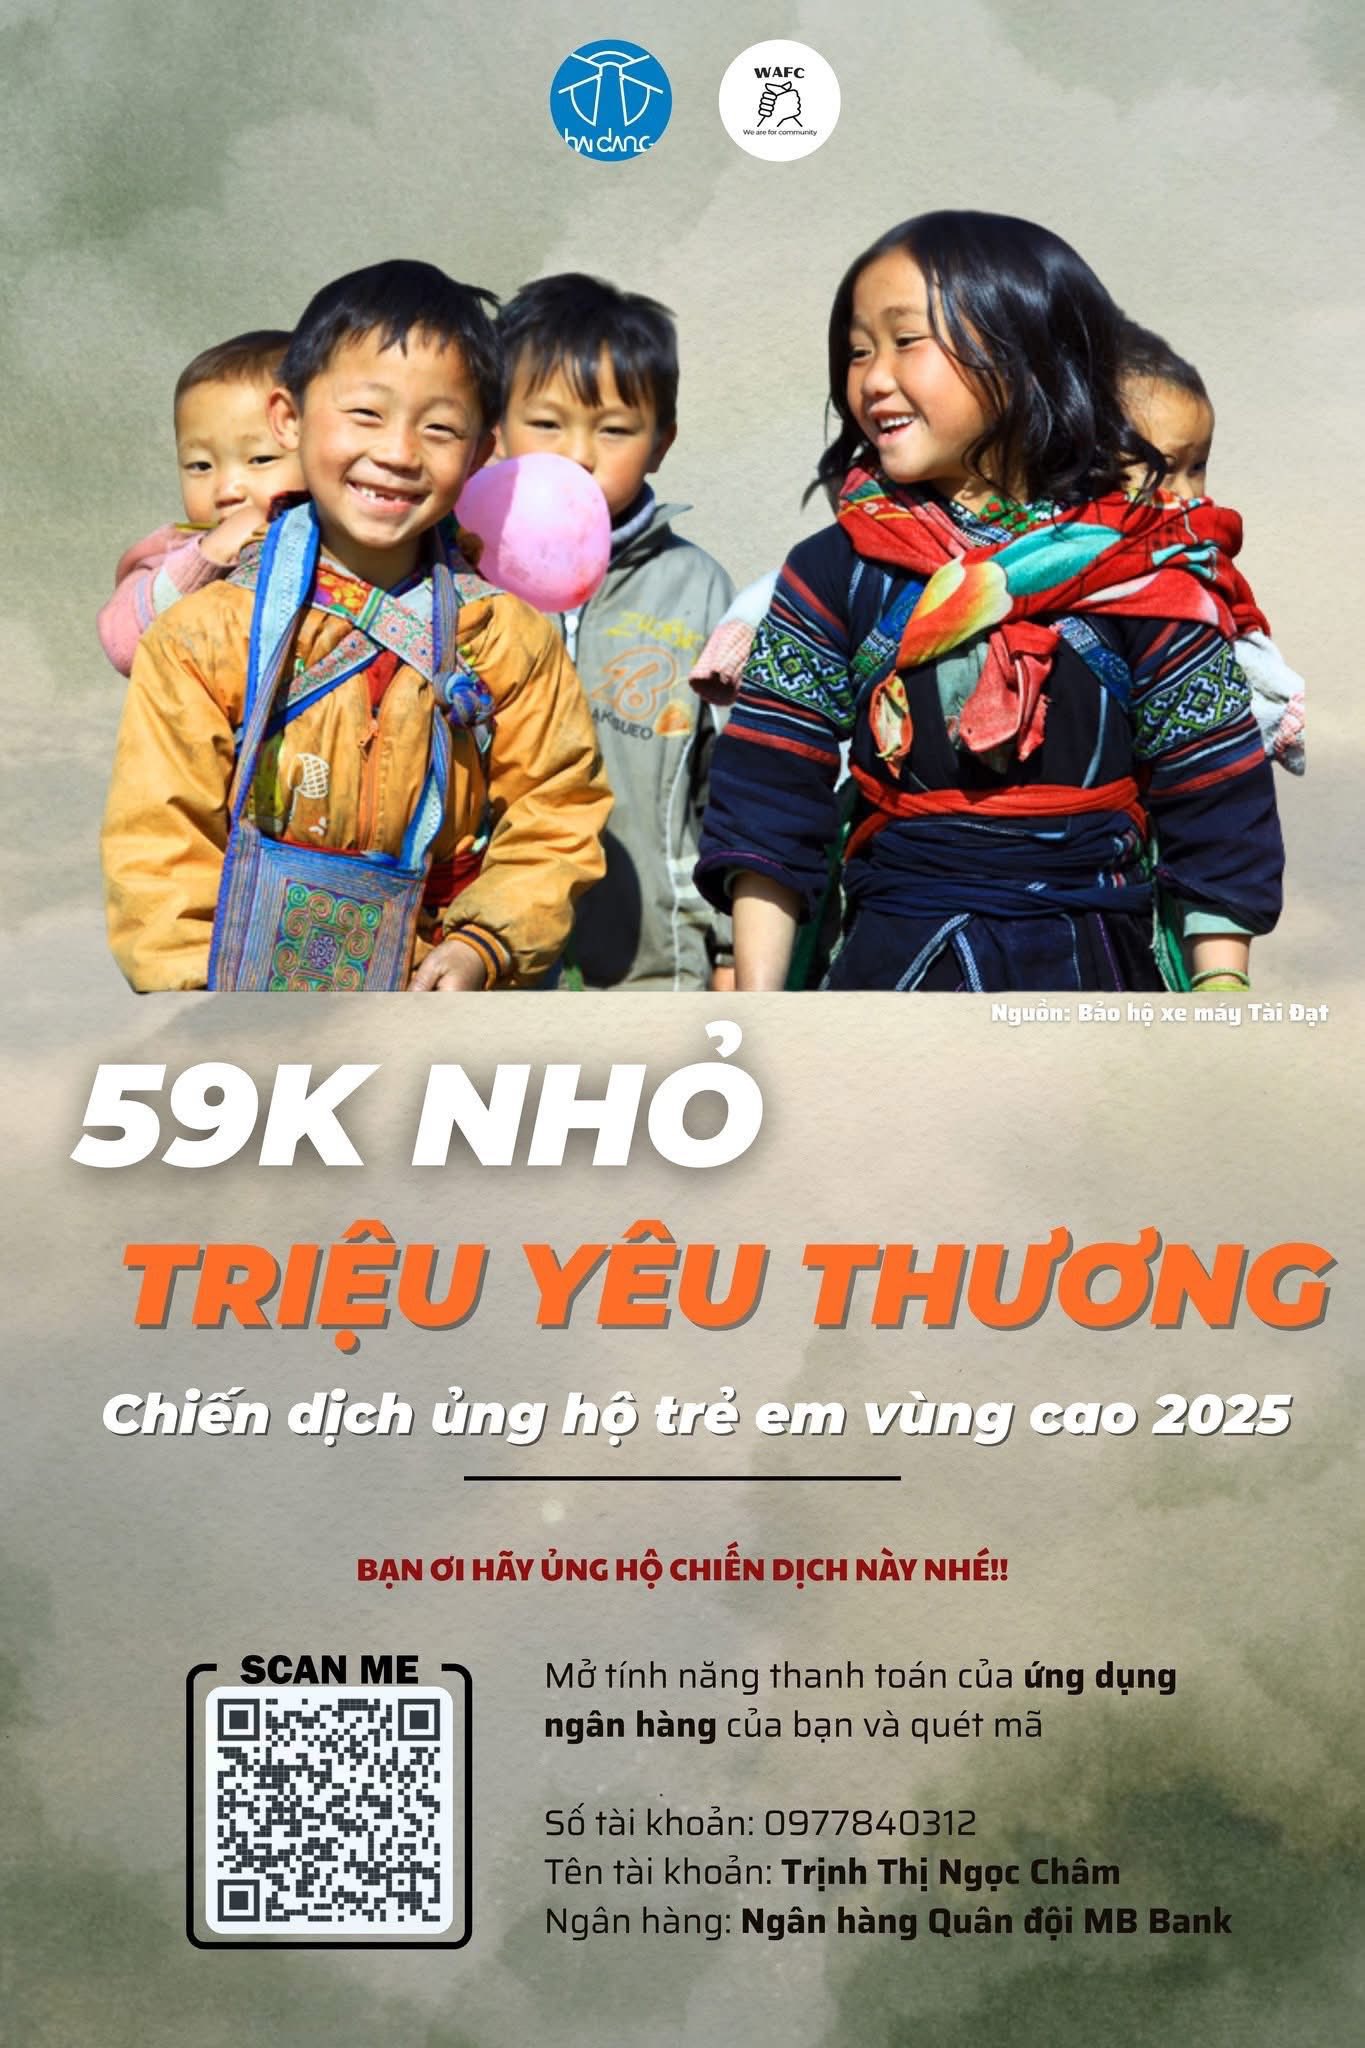 hải đăng
WAFC
We are for community
Nguồn: Bảo hộ xe máy Tài Đạt
59K NHỎ
TRIỆU YÊU THƯƠNG
Chiến dịch ủng hộ trẻ em vùng cao 2025
BẠN ƠI HÃY ỦNG HỘ CHIẾN DỊCH NÀY NHÉ!!
SCAN ME
Mở tính năng thanh toán của ứng dụng
ngân hàng của bạn và quét mã
Số tài khoản: 0977840312
Tên tài khoản: Trịnh Thị Ngọc Châm
Ngân hàng: Ngân hàng Quân đội MB Bank